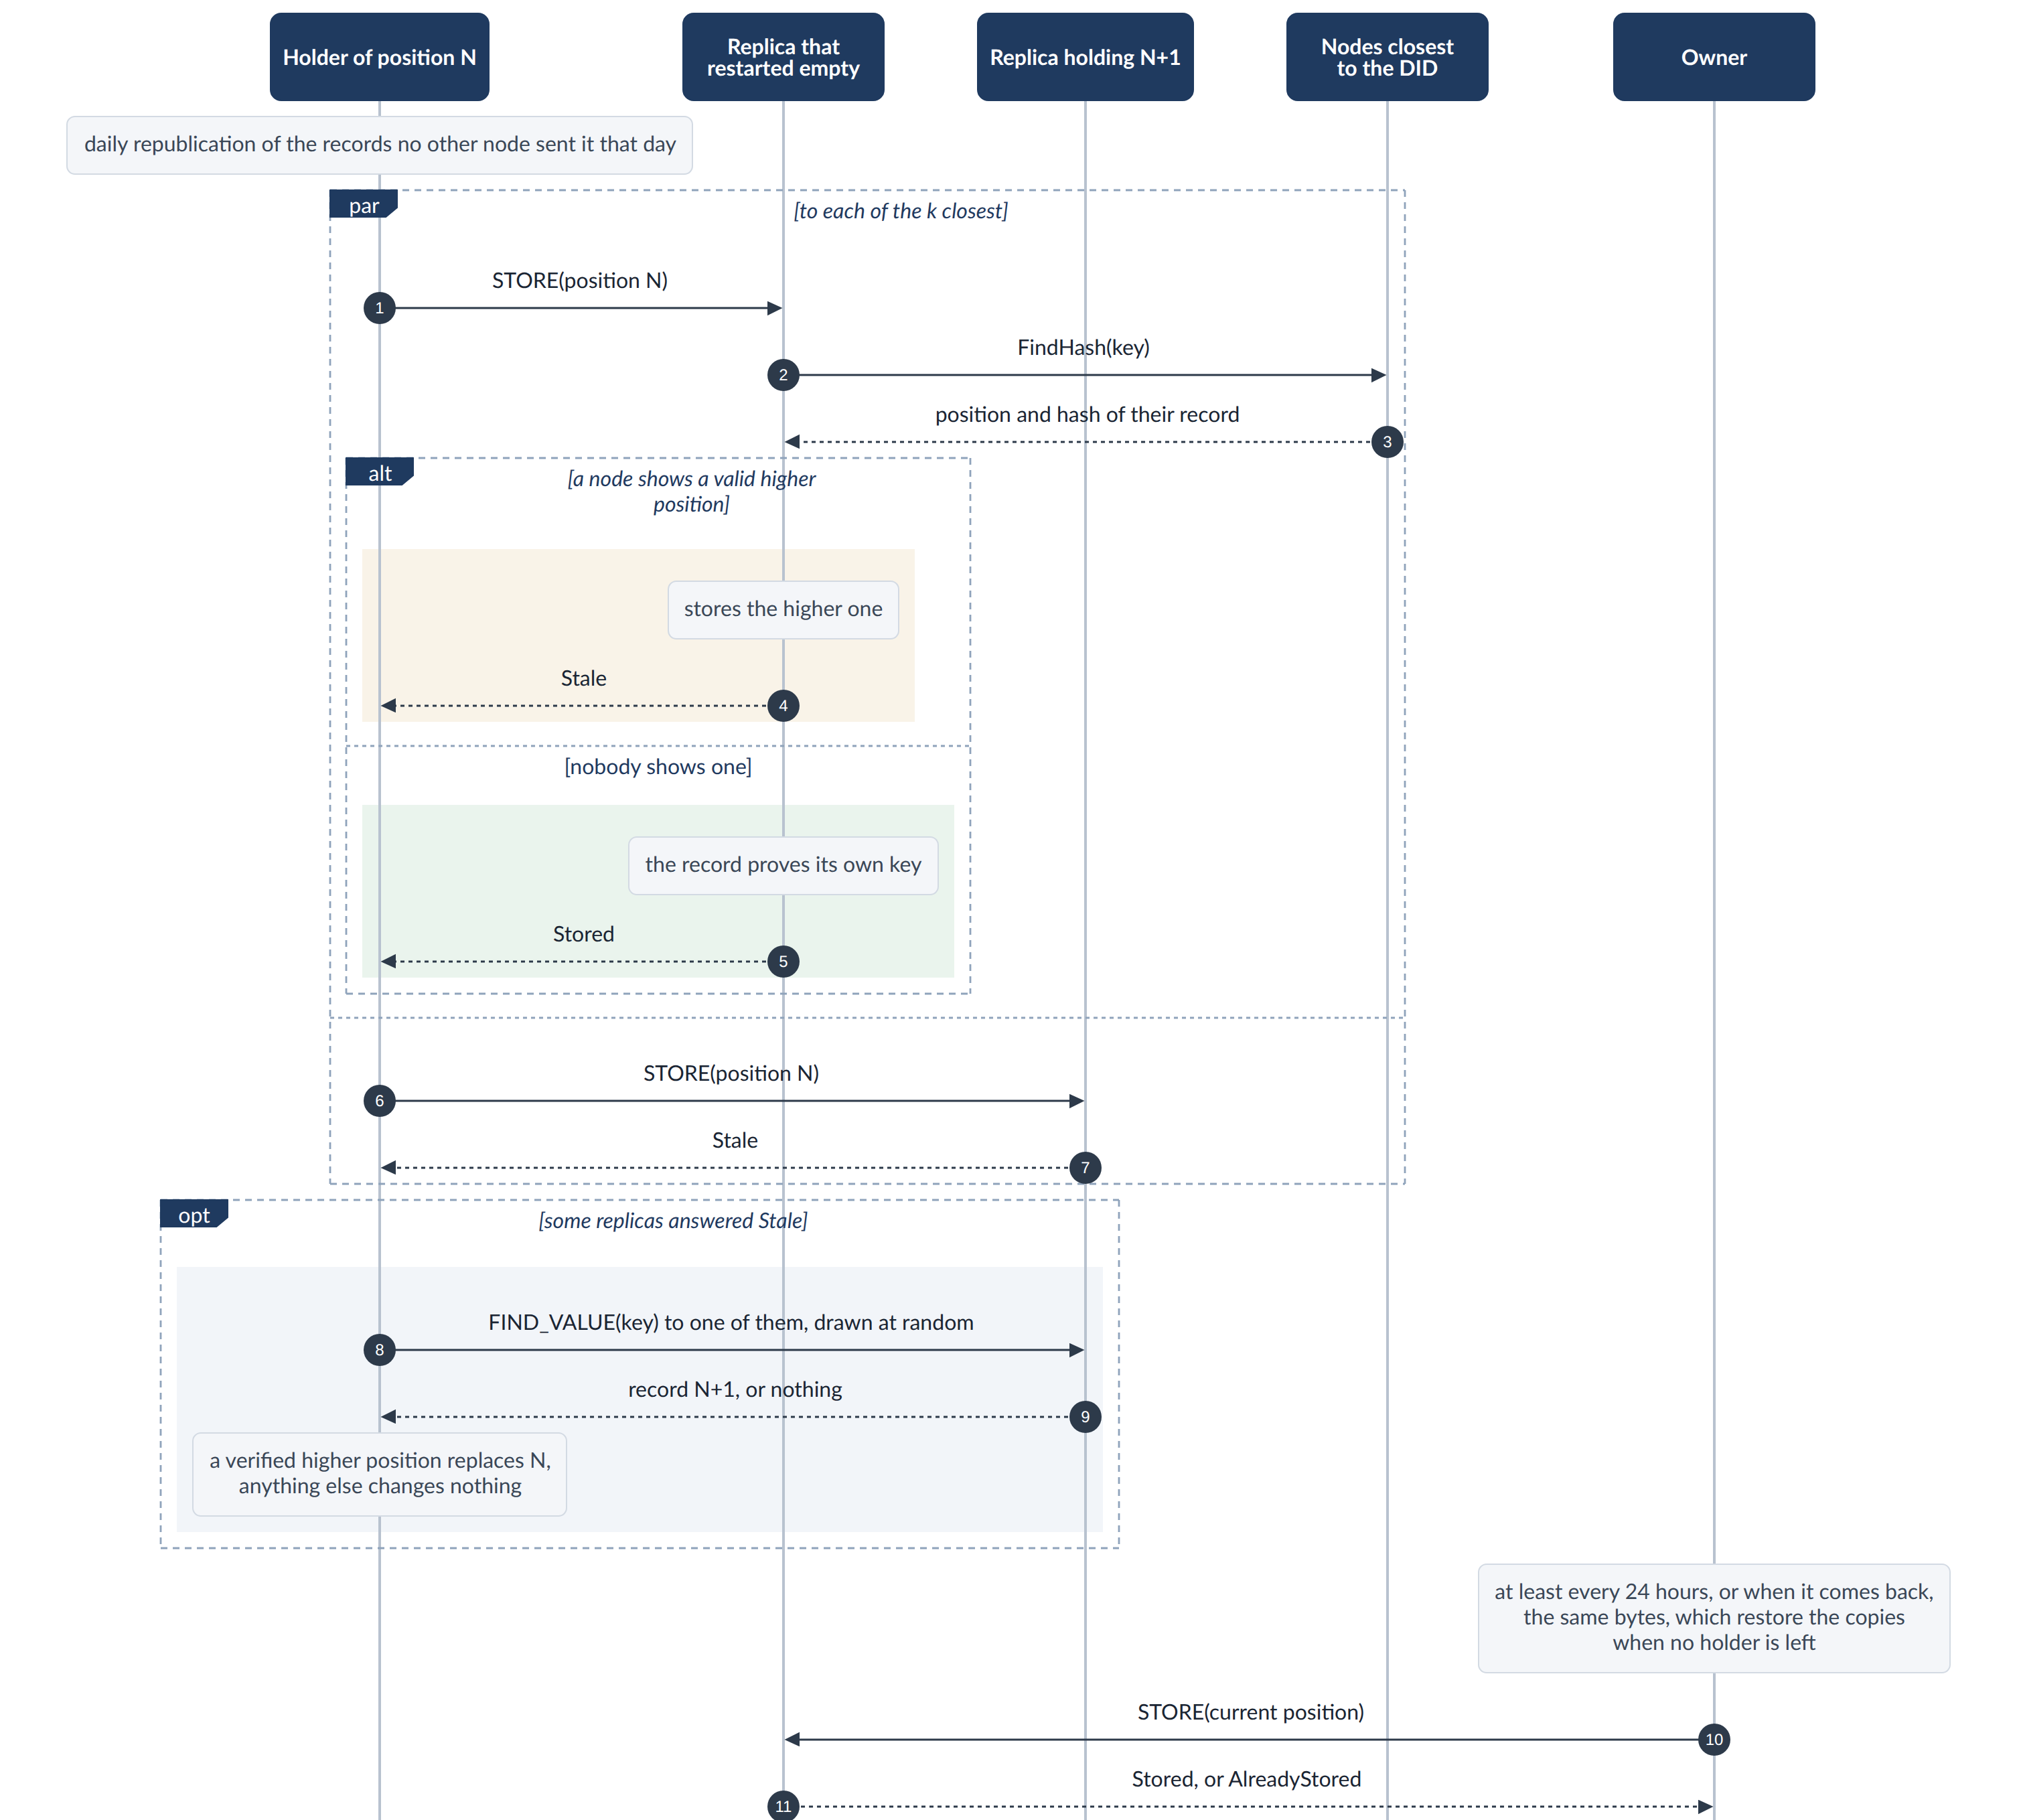 Holder of position N
Replica that
restarted empty
Replica holding N+1
Nodes closest
to the DID
Owner
daily republication of the records no other node sent it that day
par
[to each of the k closest]
STORE(position N)
1
FindHash(key)
2
position and hash of their record
3
alt
[a node shows a valid higher
position]
stores the higher one
Stale
4
[nobody shows one]
the record proves its own key
Stored
5
STORE(position N)
6
Stale
7
opt
[some replicas answered Stale]
FIND_VALUE(key) to one of them, drawn at random
8
record N+1, or nothing
9
a verified higher position replaces N,
anything else changes nothing
at least every 24 hours, or when it comes back,
the same bytes, which restore the copies
when no holder is left
STORE(current position)
10
Stored, or AlreadyStored
11